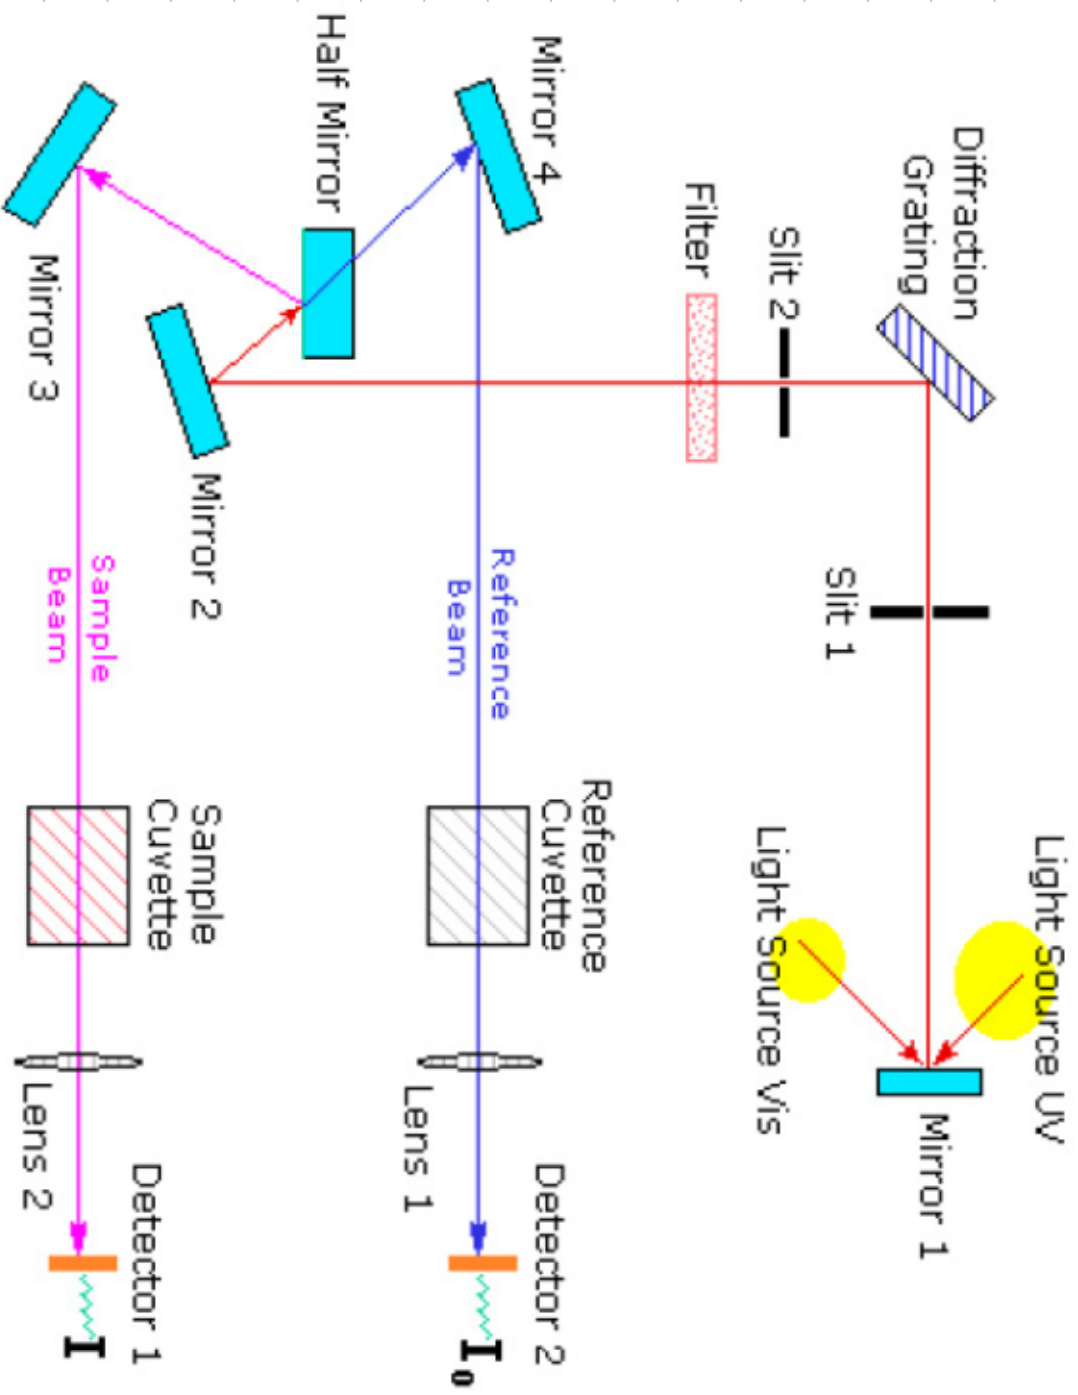 Light Source UV
Mirror 1
Light Source Vis
Diffraction
Grating
Slit 1
Slit 2
Filter
Reference
Cuvette
Detector 2
I0
Mirror 4
Reference
Beam
Lens 1
Half Mirror
Mirror 2
Sample
Cuvette
Detector 1
I
Sample
Beam
Mirror 3
Lens 2